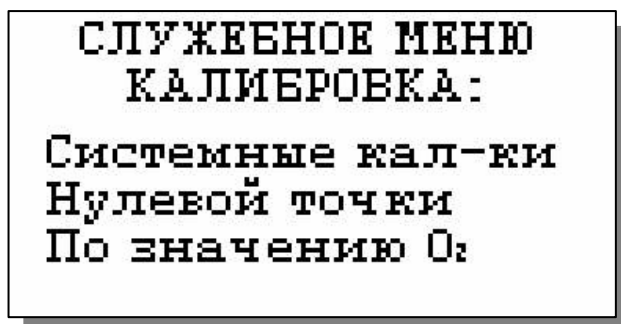 СЛУЖЕБНОЕ МЕНЮ
КАЛИБРОВКА:
Системные кал-ки
Нулевой точки
По значению O₂